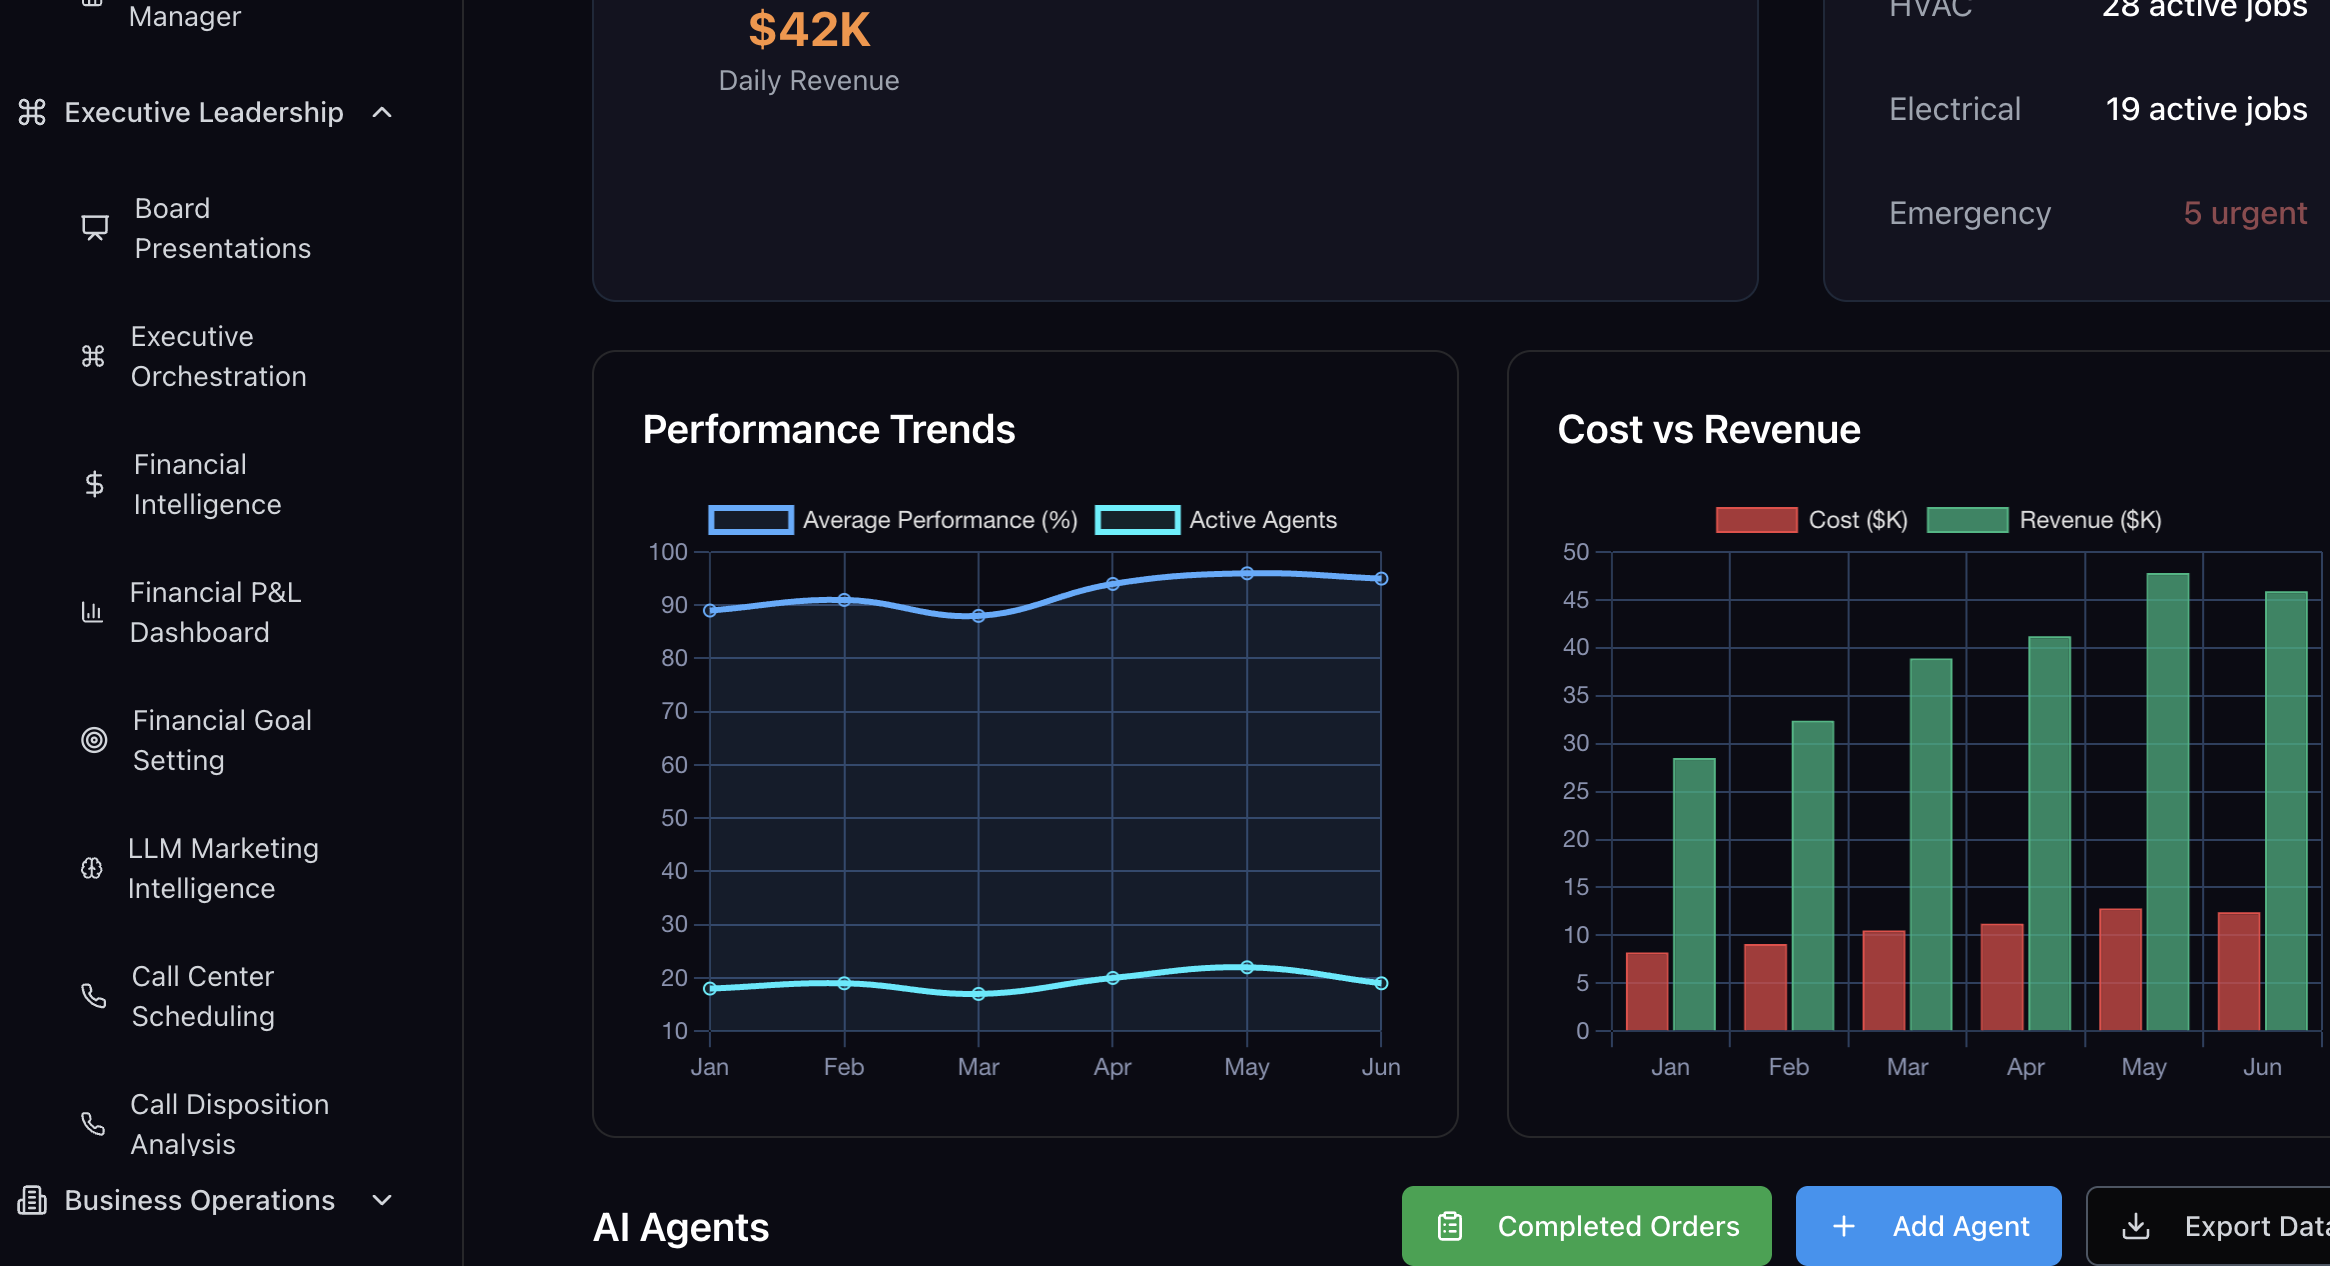 Manager
Executive Leadership
Board
Presentations
Executive
Orchestration
Financial
Intelligence
Financial P&L
Dashboard
Financial Goal
Setting
LLM Marketing
Intelligence
Call Center
Scheduling
Call Disposition
Analysis
Business Operations
$42K
Daily Revenue
HVAC 28 active jobs
Electrical 19 active jobs
Emergency 5 urgent
Performance Trends
Average Performance (%) Active Agents
100
90
80
70
60
50
40
30
20
10
Jan Feb Mar Apr May Jun
Cost vs Revenue
Cost ($K) Revenue ($K)
50
45
40
35
30
25
20
15
10
5
0
Jan Feb Mar Apr May Jun
AI Agents
Completed Orders
Add Agent
Export Data